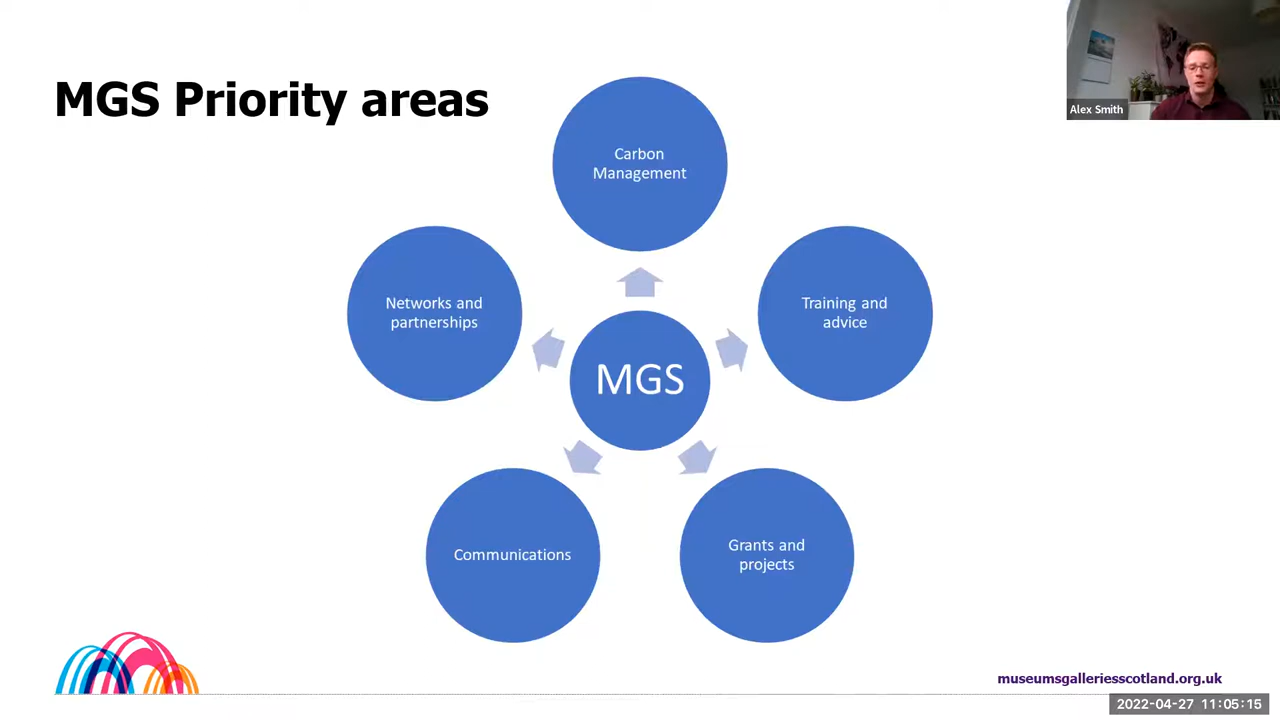 MGS Priority areas
Alex Smith
Carbon
Management
Networks and
partnerships
Training and
advice
MGS
Communications
Grants and
projects
museumsgalleriesscotland.org.uk
2022-04-27 11:05:15